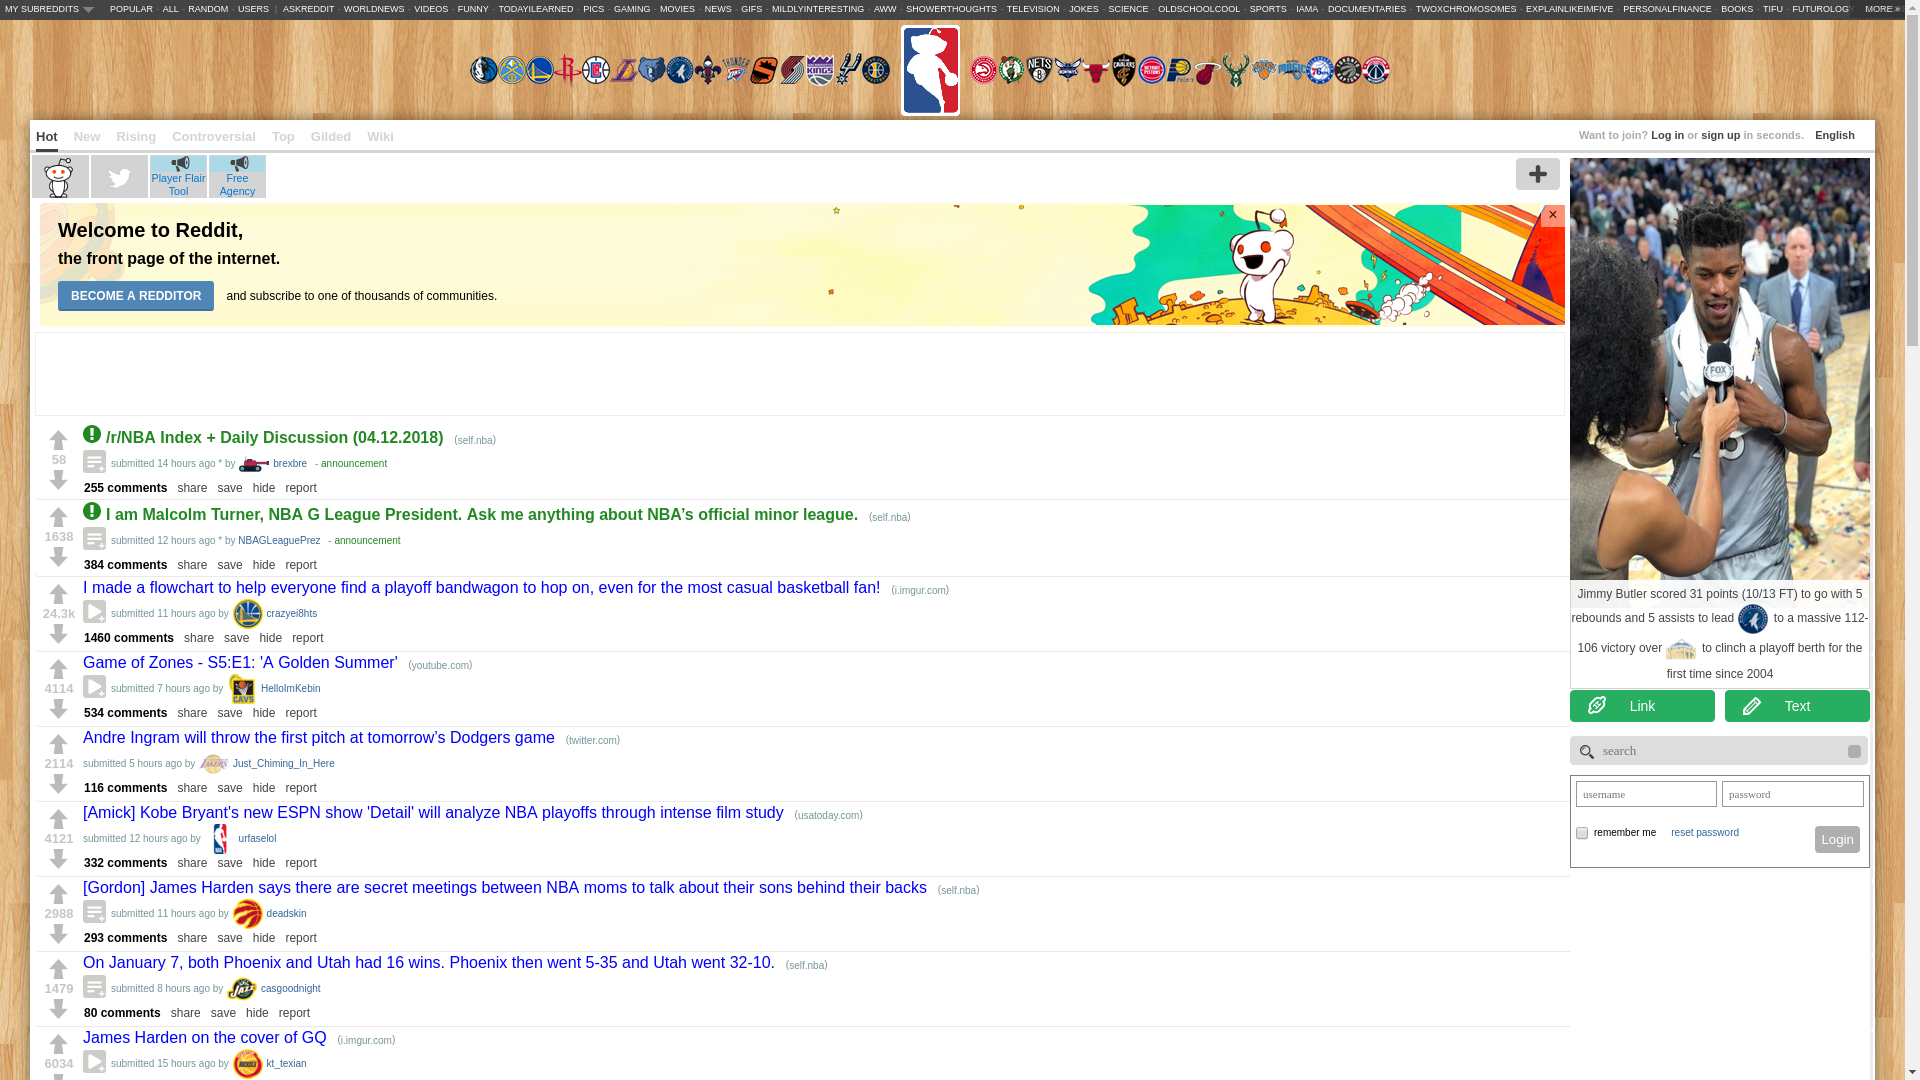 MY SUBREDDITS POPULAR - ALL - RANDOM - USERS | ASKREDDIT - WORLDNEWS - VIDEOS - FUNNY - TODAYILEARNED - PICS - GAMING - MOVIES - NEWS - GIFS - MILDLYINTERESTING - AWW - SHOWERTHOUGHTS - TELEVISION - JOKES - SCIENCE - OLDSCHOOLCOOL - SPORTS - IAMA - DOCUMENTARIES - TWOXCHROMOSOMES - EXPLAINLIKEIMFIVE - PERSONALFINANCE - BOOKS - TIFU - FUTUROLOGY MORE »
Hot New Rising Controversial Top Gilded Wiki
Want to join? Log in or sign up in seconds. English
Player Flair Tool
Free Agency
Welcome to Reddit,
the front page of the internet.
BECOME A REDDITOR and subscribe to one of thousands of communities.
×
/r/NBA Index + Daily Discussion (04.12.2018) (self.nba)
58
submitted 14 hours ago * by brexbre - announcement
255 comments share save hide report
I am Malcolm Turner, NBA G League President. Ask me anything about NBA’s official minor league. (self.nba)
1638
submitted 12 hours ago * by NBAGLeaguePrez - announcement
384 comments share save hide report
I made a flowchart to help everyone find a playoff bandwagon to hop on, even for the most casual basketball fan! (i.imgur.com)
24.3k
submitted 11 hours ago by crazyei8hts
1460 comments share save hide report
Game of Zones - S5:E1: 'A Golden Summer' (youtube.com)
4114
submitted 7 hours ago by HelloImKebin
534 comments share save hide report
Andre Ingram will throw the first pitch at tomorrow’s Dodgers game (twitter.com)
2114
submitted 5 hours ago by Just_Chiming_In_Here
116 comments share save hide report
[Amick] Kobe Bryant's new ESPN show 'Detail' will analyze NBA playoffs through intense film study (usatoday.com)
4121
submitted 12 hours ago by urfaselol
332 comments share save hide report
[Gordon] James Harden says there are secret meetings between NBA moms to talk about their sons behind their backs (self.nba)
2988
submitted 11 hours ago by deadskin
293 comments share save hide report
On January 7, both Phoenix and Utah had 16 wins. Phoenix then went 5-35 and Utah went 32-10. (self.nba)
1479
submitted 8 hours ago by casgoodnight
80 comments share save hide report
James Harden on the cover of GQ (i.imgur.com)
6034
submitted 15 hours ago by kt_texian
FOX
Jimmy Butler scored 31 points (10/13 FT) to go with 5
rebounds and 5 assists to lead to a massive 112-
106 victory over to clinch a playoff berth for the
first time since 2004
Link Text
search
username password
remember me reset password Login